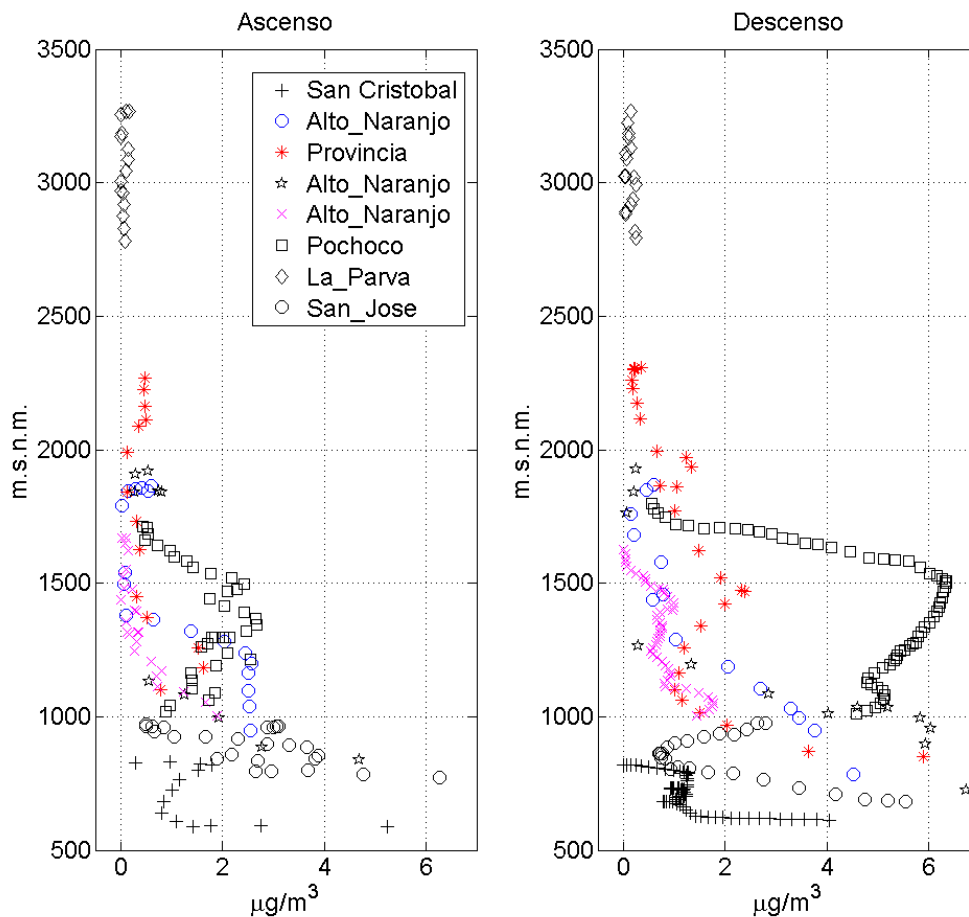 Ascenso
Descenso
3500
3000
2500
2000
1500
1000
500
m.s.n.m.
0
2
4
6
µg/m³
San Cristobal
Alto_Naranjo
Provincia
Alto_Naranjo
Alto_Naranjo
Pochoco
La_Parva
San_Jose
3500
3000
2500
2000
1500
1000
500
m.s.n.m.
0
2
4
6
µg/m³